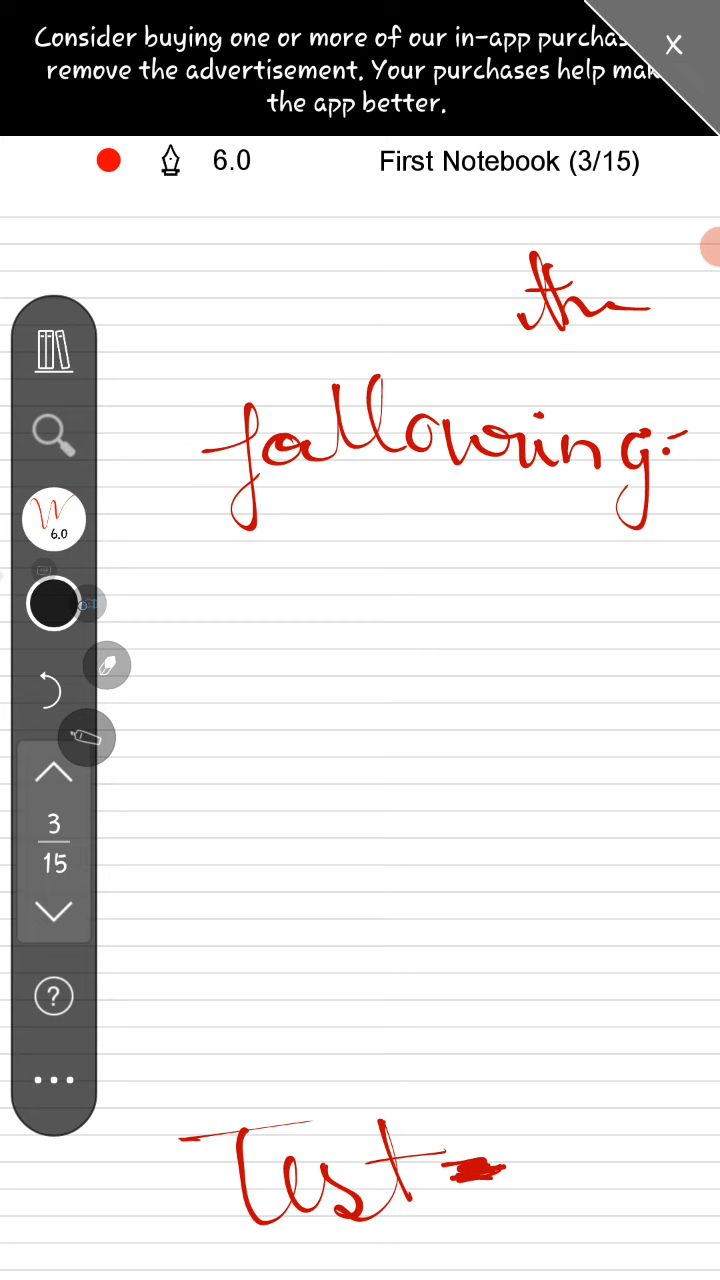 Consider buying one or more of our in-app purchas
remove the advertisement. Your purchases help mak
the app better.
X
6.0
First Notebook (3/15)
th
following:-
6.0
3
15
?
Test-